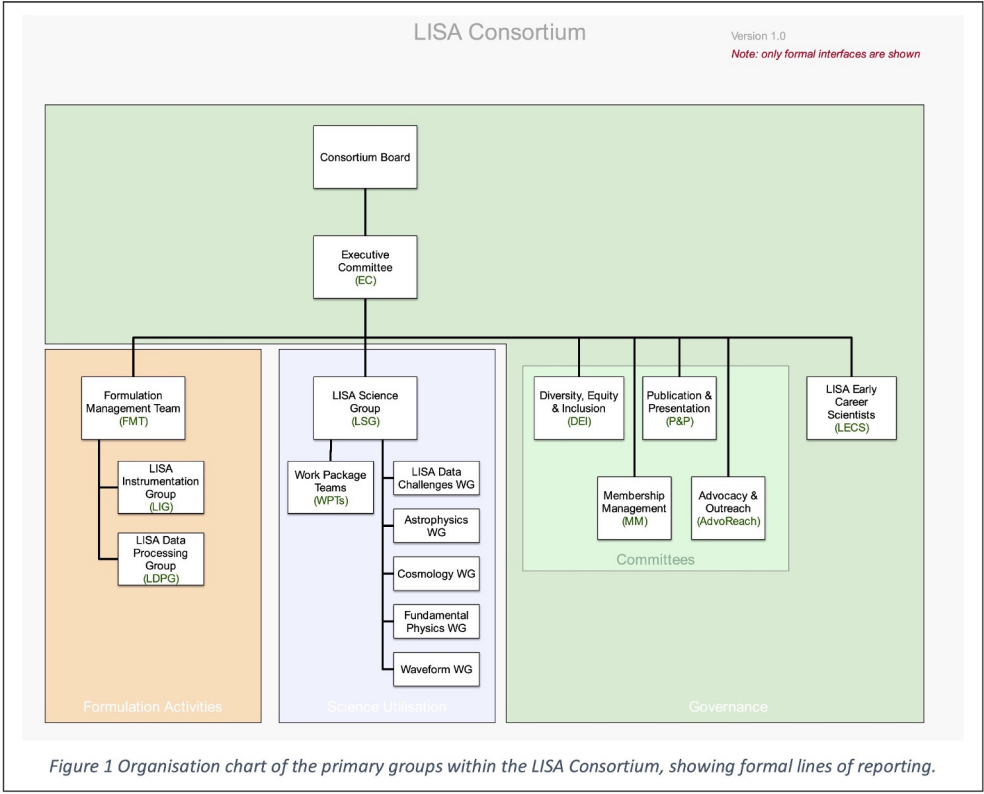 LISA Consortium
Version 1.0
Note: only formal interfaces are shown
Consortium Board
Executive
Committee
(EC)
Formulation
Management Team
(FMT)
LISA
Instrumentation
Group
(LIG)
LISA Data
Processing
Group
(LDPG)
Formulation Activities
LISA Science
Group
(LSG)
Work Package
Teams
(WPTs)
LISA Data
Challenges WG
Astrophysics
WG
Cosmology WG
Fundamental
Physics WG
Waveform WG
Science Utilisation
Diversity, Equity
& Inclusion
(DEI)
Publication &
Presentation
(P&P)
Membership
Management
(MM)
Advocacy &
Outreach
(AdvoReach)
Committees
LISA Early
Career
Scientists
(LECS)
Governance
Figure 1 Organisation chart of the primary groups within the LISA Consortium, showing formal lines of reporting.